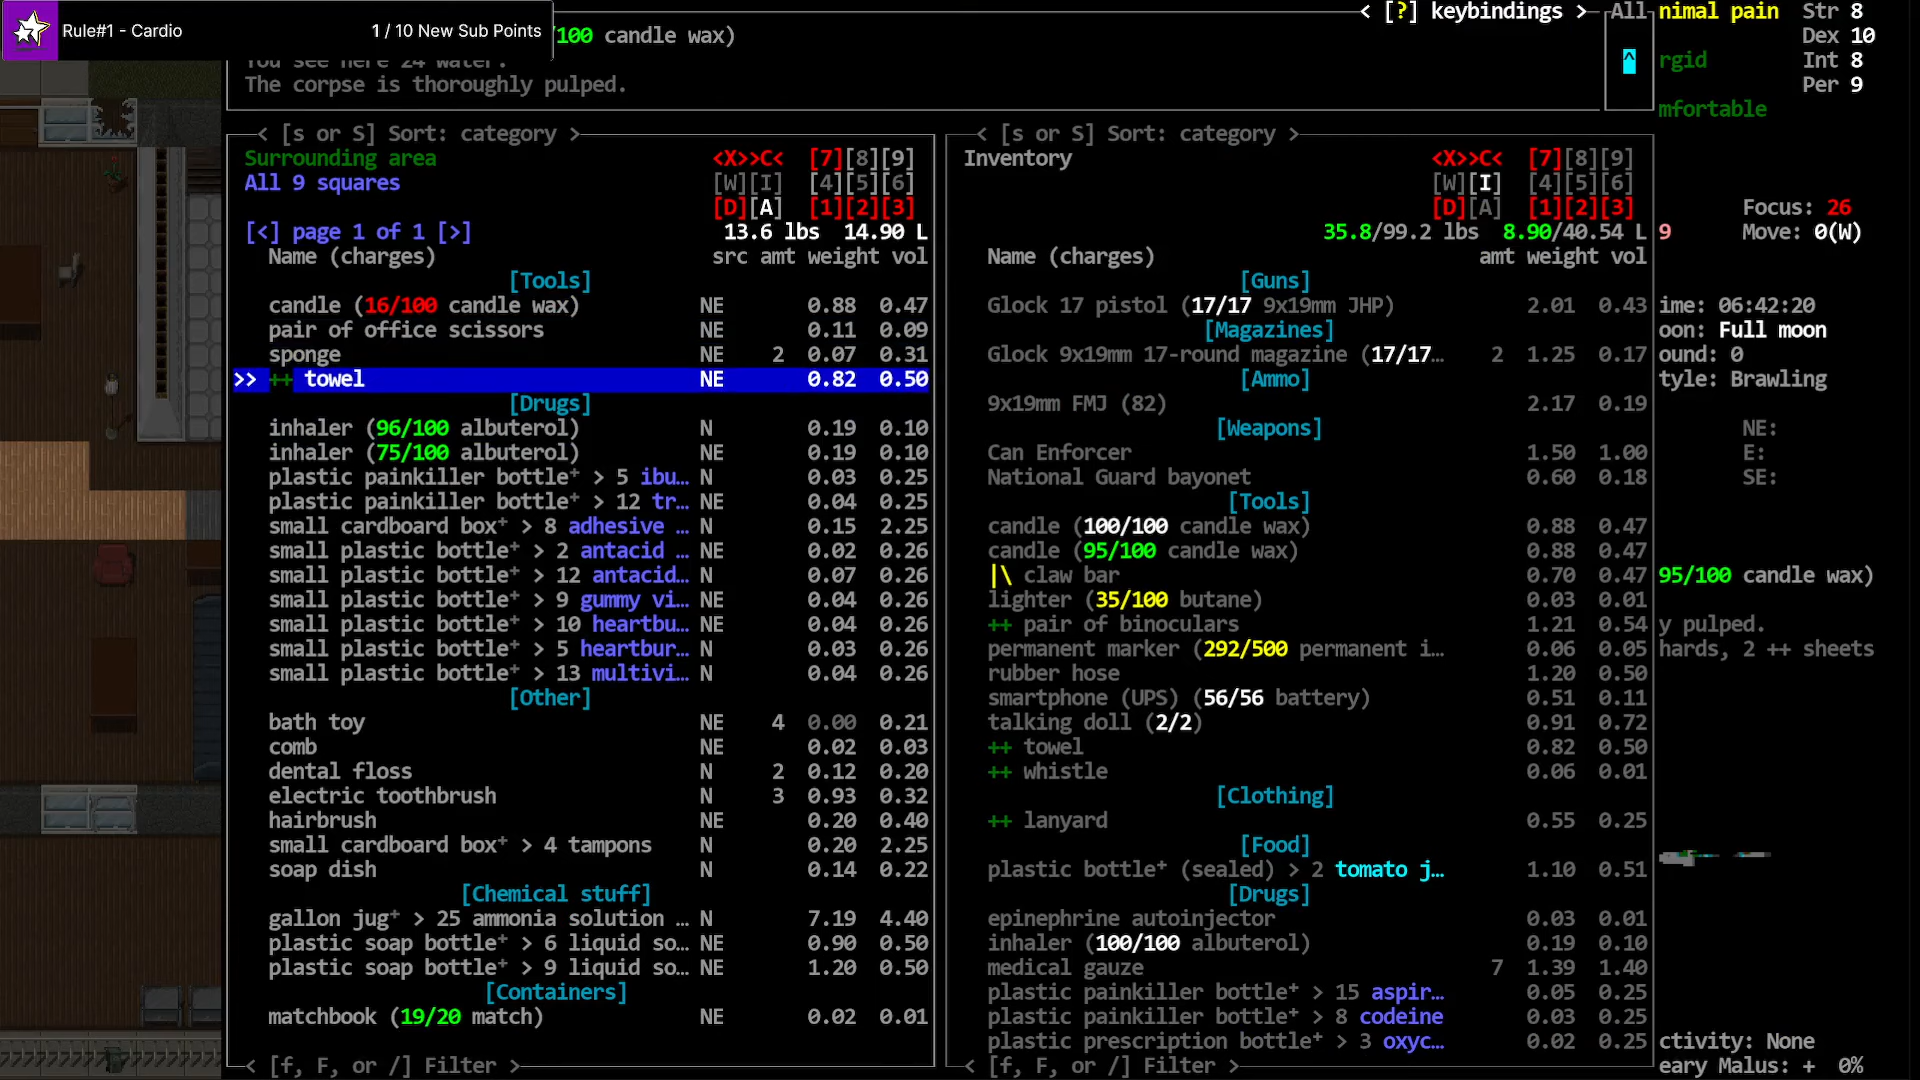 Rule#1 - Cardio 1 / 10 New Sub Points
/100 candle wax)
You see here 24 water.
The corpse is thoroughly pulped.
< [?] keybindings >
All
^
nimal pain
rgid
mfortable
Str 8
Dex 10
Int 8
Per 9
< [s or S] Sort: category >
Surrounding area <X>>C< [7][8][9]
All 9 squares [W][I] [4][5][6]
[D][A] [1][2][3]
[<] page 1 of 1 [>] 13.6 lbs 14.90 L
Name (charges) src amt weight vol
[Tools]
candle (16/100 candle wax) NE 0.88 0.47
pair of office scissors NE 0.11 0.09
sponge NE 2 0.07 0.31
>> ++ towel NE 0.82 0.50
[Drugs]
inhaler (96/100 albuterol) N 0.19 0.10
inhaler (75/100 albuterol) NE 0.19 0.10
plastic painkiller bottle⁺ > 5 ibu… N 0.03 0.25
plastic painkiller bottle⁺ > 12 tr… NE 0.04 0.25
small cardboard box⁺ > 8 adhesive … N 0.15 2.25
small plastic bottle⁺ > 2 antacid … NE 0.02 0.26
small plastic bottle⁺ > 12 antacid… N 0.07 0.26
small plastic bottle⁺ > 9 gummy vi… NE 0.04 0.26
small plastic bottle⁺ > 10 heartbu… NE 0.04 0.26
small plastic bottle⁺ > 5 heartbur… N 0.03 0.26
small plastic bottle⁺ > 13 multivi… N 0.04 0.26
[Other]
bath toy NE 4 0.00 0.21
comb NE 0.02 0.03
dental floss N 2 0.12 0.20
electric toothbrush N 3 0.93 0.32
hairbrush NE 0.20 0.40
small cardboard box⁺ > 4 tampons N 0.20 2.25
soap dish N 0.14 0.22
[Chemical stuff]
gallon jug⁺ > 25 ammonia solution … N 7.19 4.40
plastic soap bottle⁺ > 6 liquid so… NE 0.90 0.50
plastic soap bottle⁺ > 9 liquid so… NE 1.20 0.50
[Containers]
matchbook (19/20 match) NE 0.02 0.01
< [f, F, or /] Filter >
< [s or S] Sort: category >
Inventory <X>>C< [7][8][9]
[W][I] [4][5][6]
[D][A] [1][2][3]
35.8/99.2 lbs 8.90/40.54 L
Name (charges) amt weight vol
[Guns]
Glock 17 pistol (17/17 9x19mm JHP) 2.01 0.43
[Magazines]
Glock 9x19mm 17-round magazine (17/17… 2 1.25 0.17
[Ammo]
9x19mm FMJ (82) 2.17 0.19
[Weapons]
Can Enforcer 1.50 1.00
National Guard bayonet 0.60 0.18
[Tools]
candle (100/100 candle wax) 0.88 0.47
candle (95/100 candle wax) 0.88 0.47
|\ claw bar 0.70 0.47
lighter (35/100 butane) 0.03 0.01
++ pair of binoculars 1.21 0.54
permanent marker (292/500 permanent i… 0.06 0.05
rubber hose 1.20 0.50
smartphone (UPS) (56/56 battery) 0.51 0.11
talking doll (2/2) 0.91 0.72
++ towel 0.82 0.50
++ whistle 0.06 0.01
[Clothing]
++ lanyard 0.55 0.25
[Food]
plastic bottle⁺ (sealed) > 2 tomato j… 1.10 0.51
[Drugs]
epinephrine autoinjector 0.03 0.01
inhaler (100/100 albuterol) 0.19 0.10
medical gauze 7 1.39 1.40
plastic painkiller bottle⁺ > 15 aspir… 0.05 0.25
plastic painkiller bottle⁺ > 8 codeine 0.03 0.25
plastic prescription bottle⁺ > 3 oxyc… 0.02 0.25
< [f, F, or /] Filter >
Focus: 26
9 Move: 0(W)
ime: 06:42:20
oon: Full moon
ound: 0
tyle: Brawling
NE:
E:
SE:
95/100 candle wax)
y pulped.
hards, 2 ++ sheets
ctivity: None
eary Malus: + 0%